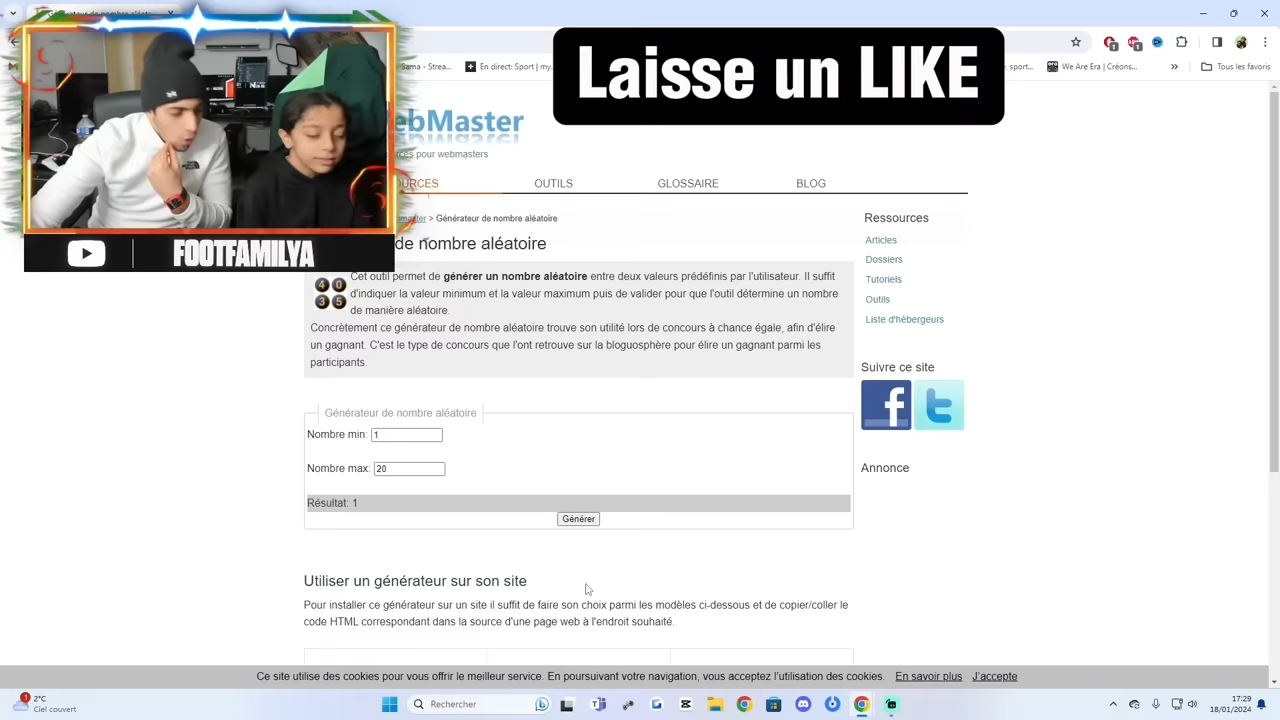 Laisse un LIKE
Sama - Strea...
En direct: Sport | my...
sport...
We Are Era | Créons...
Tous les favoris
ebMaster
pour webmasters
OUTILS
GLOSSAIRE
BLOG
> Générateur de nombre aléatoire
de nombre aléatoire
FOOTFAMILYA
Cet outil permet de générer un nombre aléatoire entre deux valeurs prédéfinis par l'utilisateur. Il suffit
4 0
3 5
d'indiquer la valeur minimum et la valeur maximum puis de valider pour que l'outil détermine un nombre
de manière aléatoire.
Concrètement ce générateur de nombre aléatoire trouve son utilité lors de concours à chance égale, afin d'élire
un gagnant. C'est le type de concours que l'ont retrouve sur la bloguosphère pour élire un gagnant parmi les
participants.
Ressources
Articles
Dossiers
Tutoriels
Outils
Liste d'hébergeurs
Suivre ce site
Annonce
Générateur de nombre aléatoire
Nombre min: 1
Nombre max: 20
Résultat: 1
Générer
Utiliser un générateur sur son site
Pour installer ce générateur sur un site il suffit de faire son choix parmi les modèles ci-dessous et de copier/coller le
code HTML correspondant dans la source d'une page web à l'endroit souhaité.
Ce site utilise des cookies pour vous offrir le meilleur service. En poursuivant votre navigation, vous acceptez l'utilisation des cookies. En savoir plus J'accepte
1
2°C
Ciel couvert
Rechercher
17:29
18/01/2024